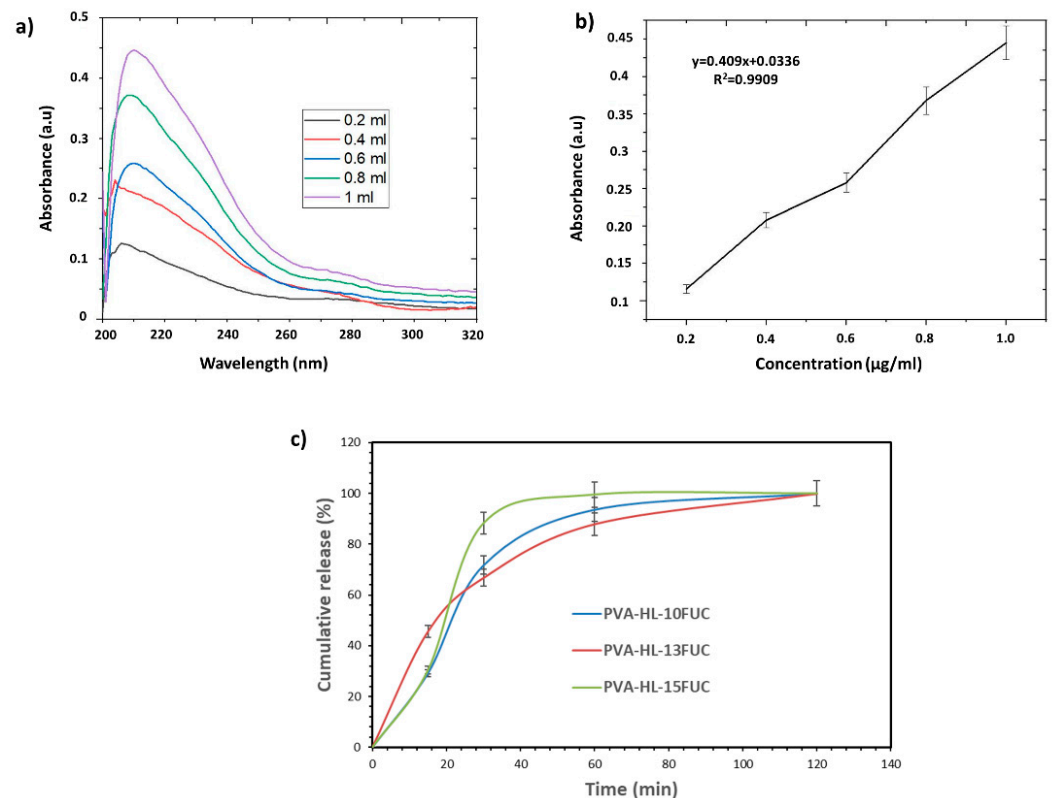 a)
Absorbance (a.u)
0.5
0.4
0.3
0.2
0.1
0
200
220
240
260
280
300
320
Wavelength (nm)
0.2 ml
0.4 ml
0.6 ml
0.8 ml
1 ml
b)
Absorbance (a.u)
0.45
0.35
0.25
0.20
0.15
0.1
y=0.409x+0.0336
R²=0.9909
0.2
0.4
0.6
0.8
1.0
Concentration (µg/ml)
c)
Cumulative release (%)
120
100
80
60
40
20
0
0
20
40
60
80
100
120
140
Time (min)
PVA-HL-10FUC
PVA-HL-13FUC
PVA-HL-15FUC